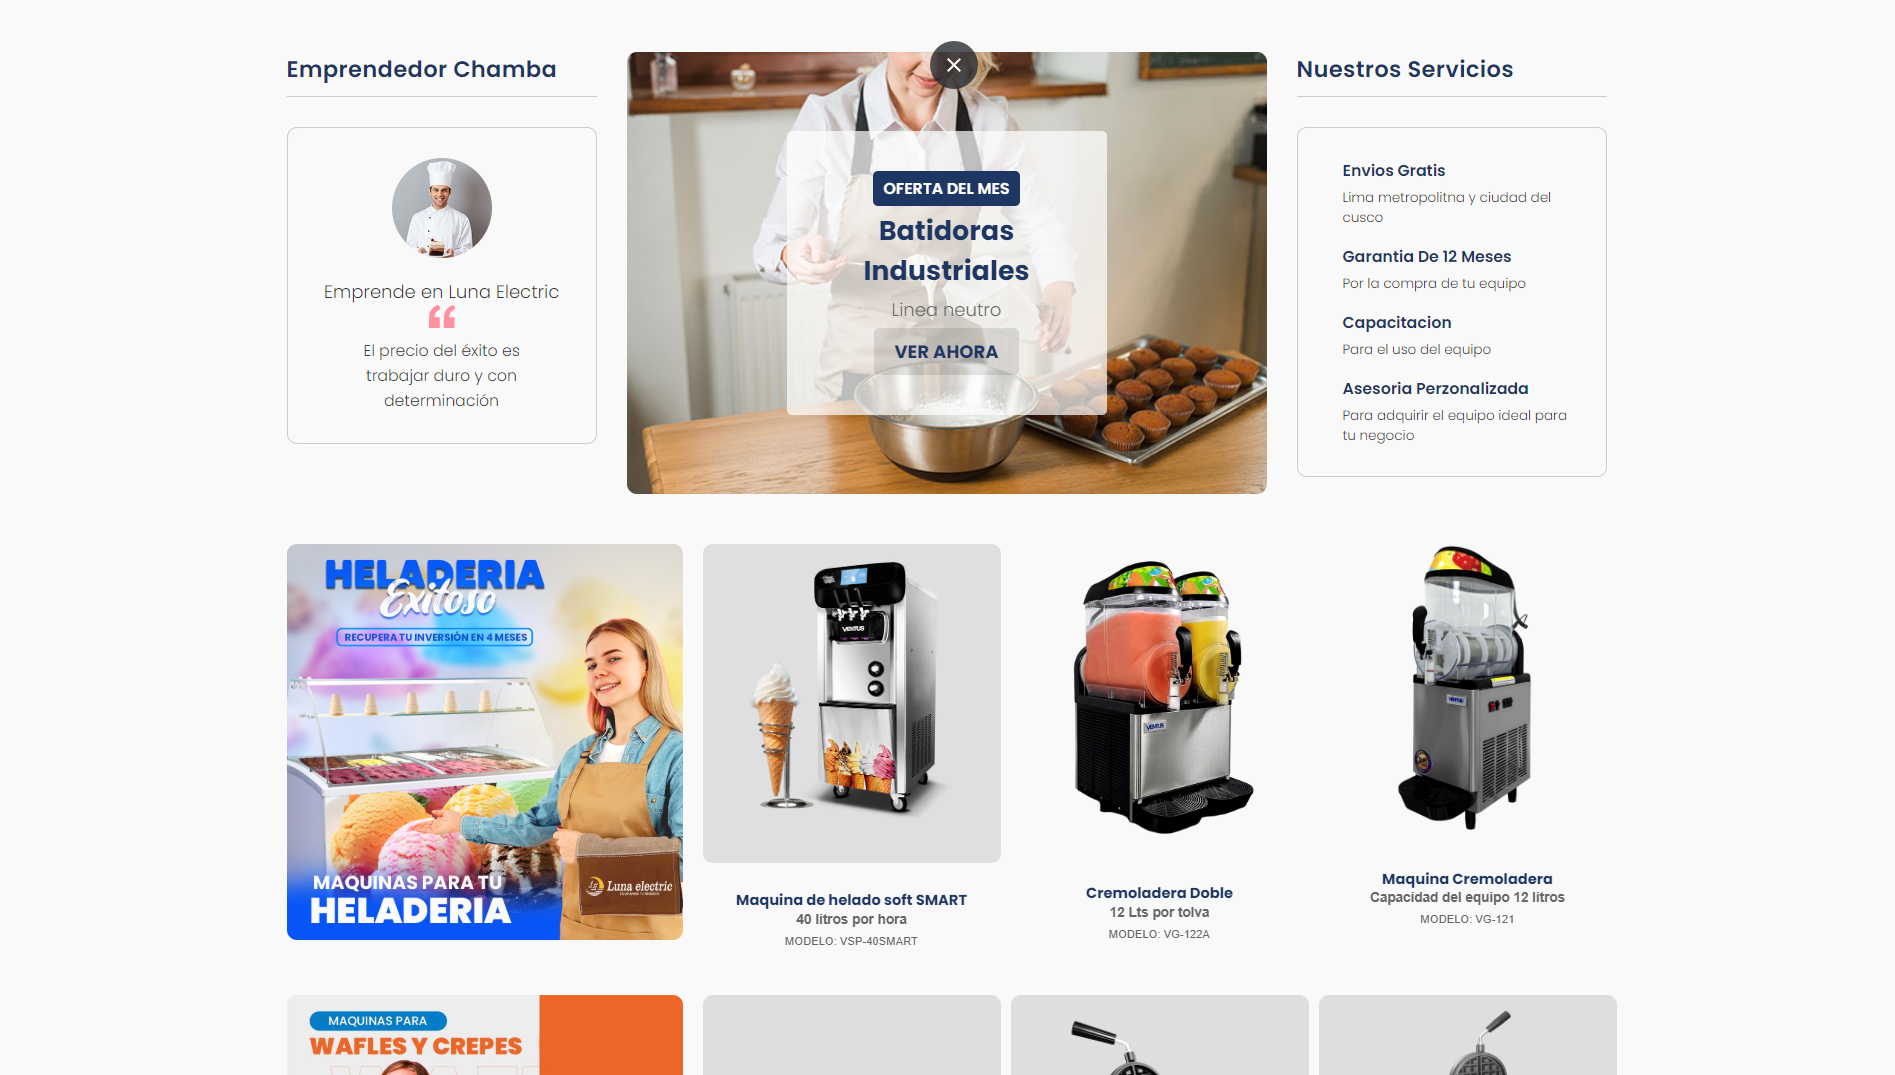 Emprendedor Chamba
Emprende en Luna Electric
El precio del éxito es
trabajar duro y con
determinación
OFERTA DEL MES
Batidoras
Industriales
Linea neutro
VER AHORA
Nuestros Servicios
Envios Gratis
Lima metropolitna y ciudad del
cusco
Garantia De 12 Meses
Por la compra de tu equipo
Capacitacion
Para el uso del equipo
Asesoria Perzonalizada
Para adquirir el equipo ideal para
tu negocio
HELADERIA
Exitoso
RECUPERA TU INVERSIÓN EN 4 MESES
Luna electric
MAQUINAS PARA TU
HELADERIA
VENTUS
Maquina de helado soft SMART
40 litros por hora
MODELO: VSP-40SMART
VENTUS
Cremoladera Doble
12 Lts por tolva
MODELO: VG-122A
VENTUS
Maquina Cremoladera
Capacidad del equipo 12 litros
MODELO: VG-121
MAQUINAS PARA
WAFLES Y CREPES